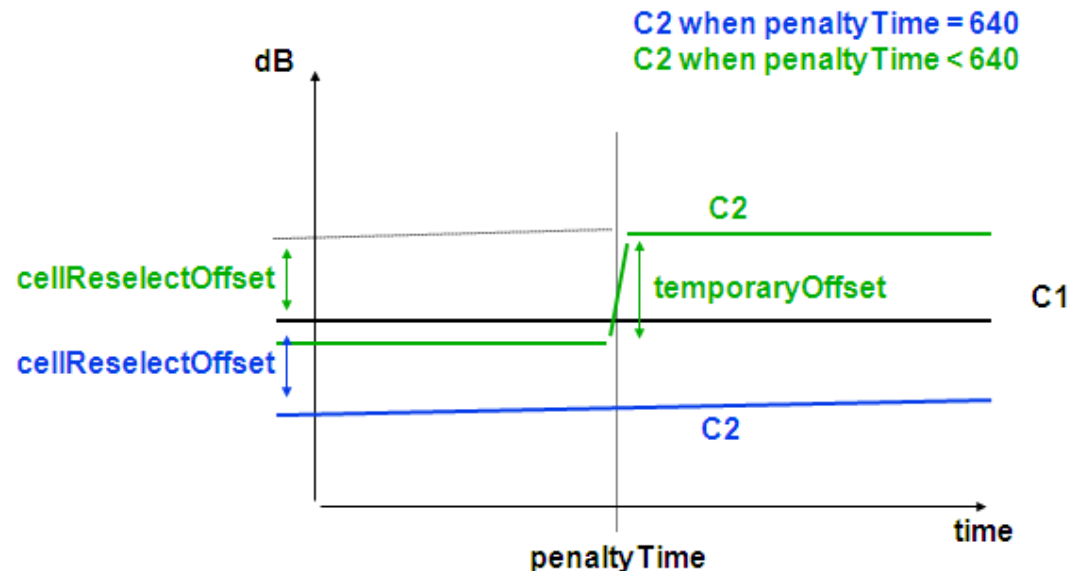 C2 when penaltyTime = 640
C2 when penaltyTime < 640
dB
C2
cellReselectOffset
temporaryOffset
C1
cellReselectOffset
C2
time
penaltyTime